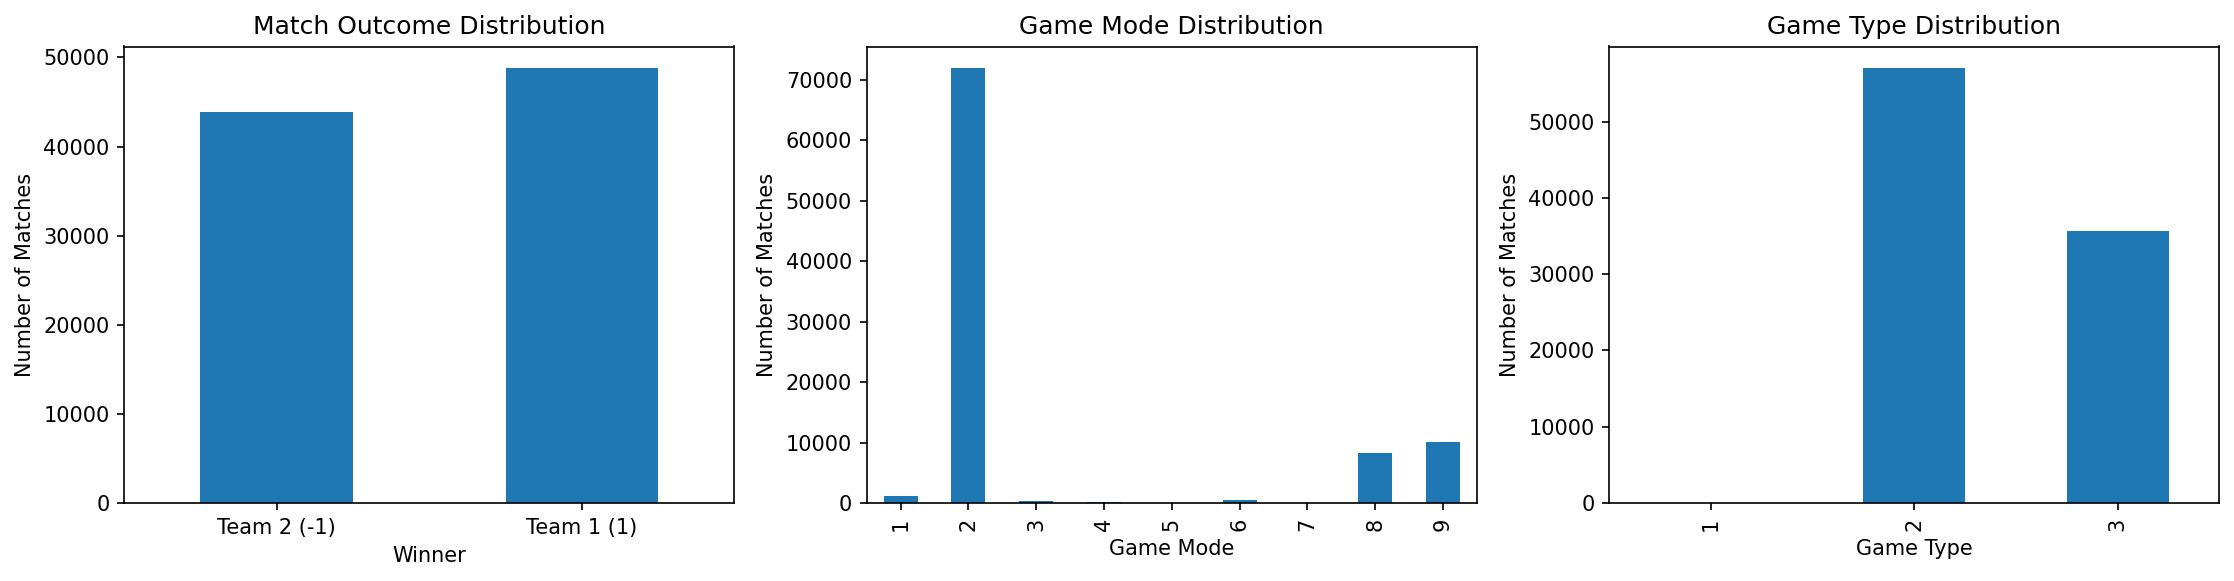 Match Outcome Distribution
50000
40000
30000
20000
10000
0
Number of Matches
Team 2 (-1)
Team 1 (1)
Winner
Game Mode Distribution
70000
60000
50000
40000
30000
20000
10000
0
Number of Matches
1
2
3
4
5
6
7
8
9
Game Mode
Game Type Distribution
50000
40000
30000
20000
10000
0
Number of Matches
1
2
3
Game Type